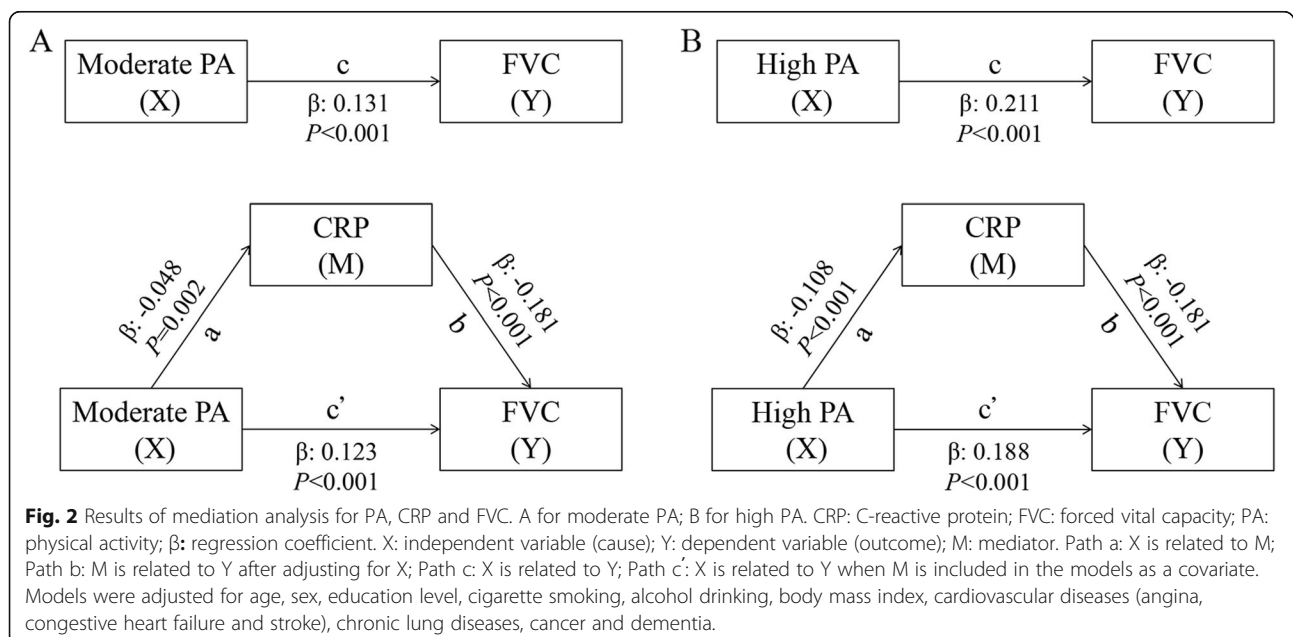 A
Moderate PA
(X)
c
β: 0.131
P<0.001
FVC
(Y)
CRP
(M)
β: -0.048
P=0.002
a
β: -0.181
P<0.001
b
Moderate PA
(X)
c’
β: 0.123
P<0.001
FVC
(Y)
B
High PA
(X)
c
β: 0.211
P<0.001
FVC
(Y)
CRP
(M)
β: -0.108
P<0.001
a
β: -0.181
P<0.001
b
High PA
(X)
c’
β: 0.188
P<0.001
FVC
(Y)
Fig. 2 Results of mediation analysis for PA, CRP and FVC. A for moderate PA; B for high PA. CRP: C-reactive protein; FVC: forced vital capacity; PA:
physical activity; β: regression coefficient. X: independent variable (cause); Y: dependent variable (outcome); M: mediator. Path a: X is related to M;
Path b: M is related to Y after adjusting for X; Path c: X is related to Y; Path c′: X is related to Y when M is included in the models as a covariate.
Models were adjusted for age, sex, education level, cigarette smoking, alcohol drinking, body mass index, cardiovascular diseases (angina,
congestive heart failure and stroke), chronic lung diseases, cancer and dementia.